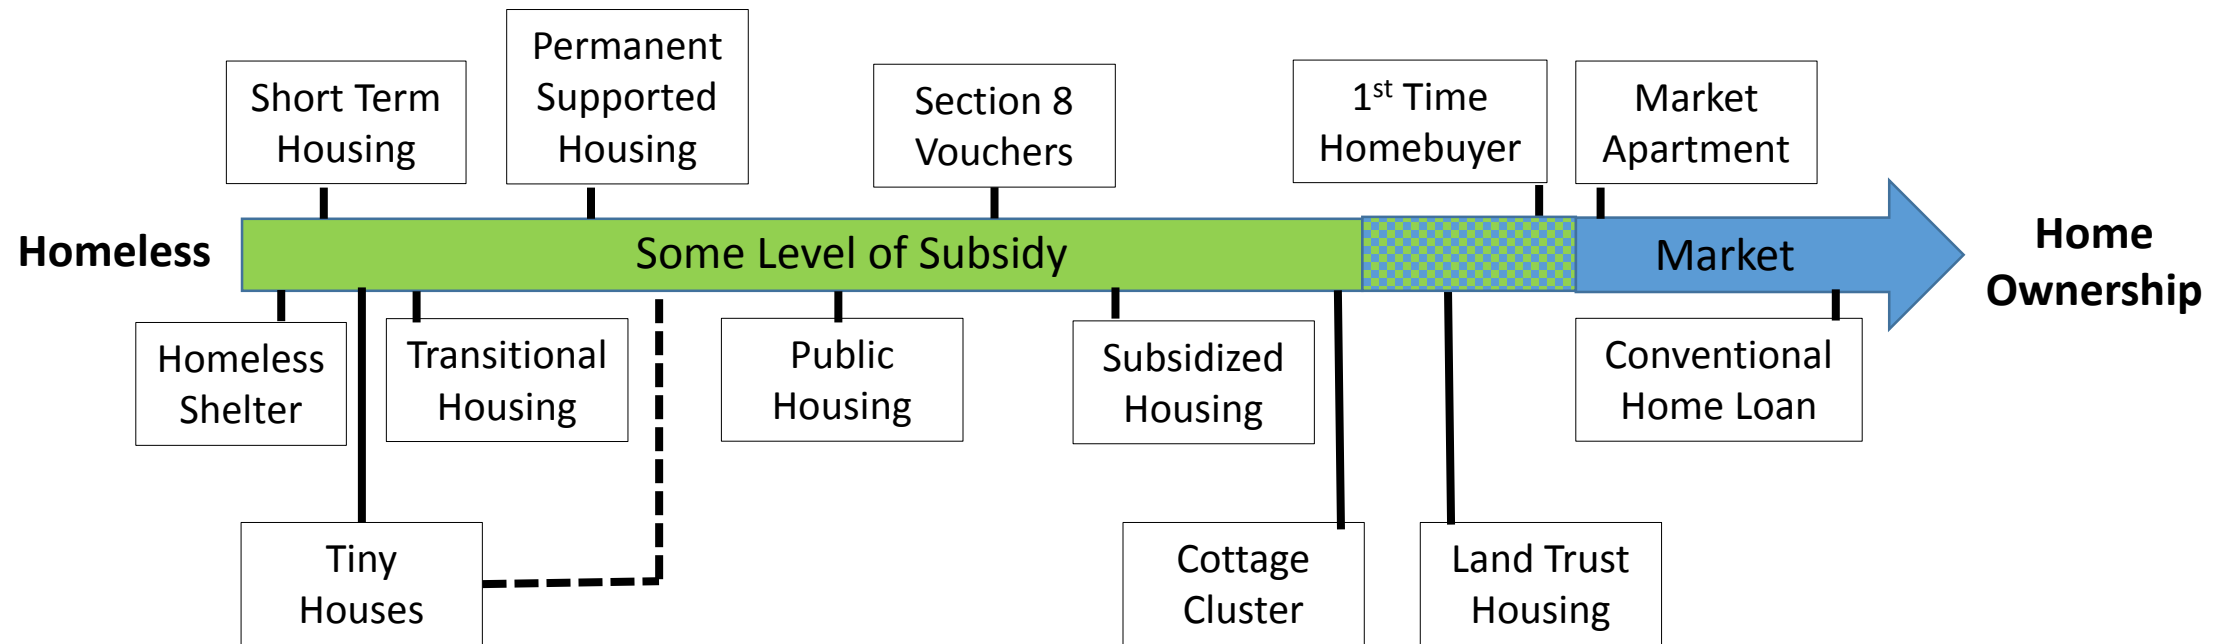 Permanent
Supported
Housing
Short Term
Housing
Section 8
Vouchers
1st Time
Homebuyer
Market
Apartment
Homeless
Some Level of Subsidy
Market
Home
Ownership
Homeless
Shelter
Transitional
Housing
Public
Housing
Subsidized
Housing
Conventional
Home Loan
Tiny
Houses
Cottage
Cluster
Land Trust
Housing